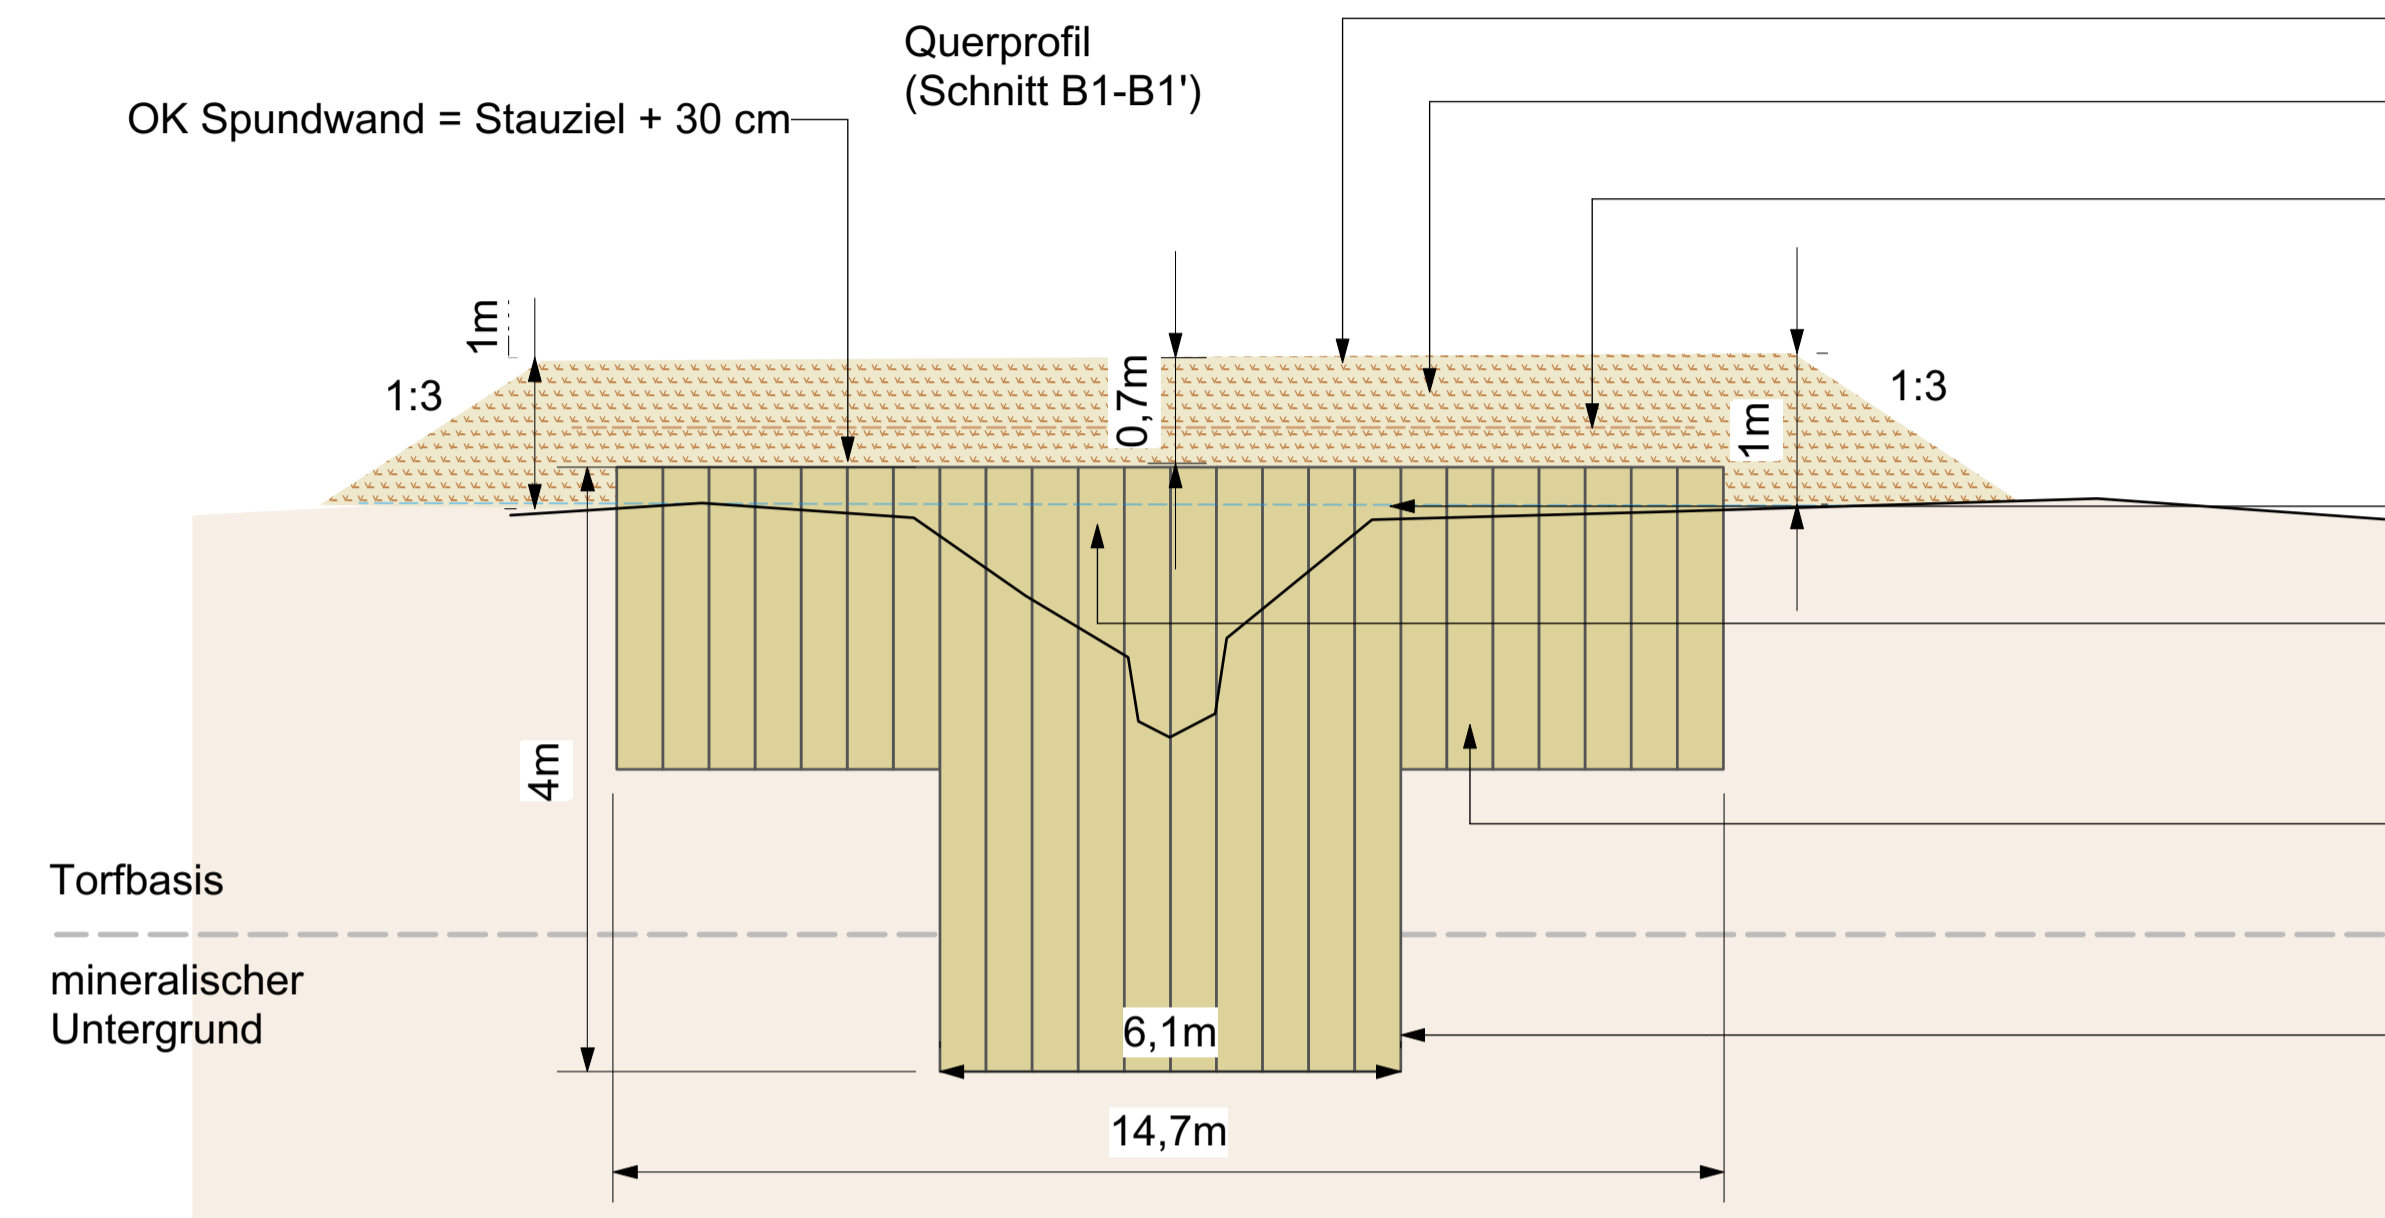 Querprofil
(Schnitt B1-B1')
OK Spundwand = Stauziel + 30 cm
1m
1:3
0,7m
1m
1:3
4m
Torfbasis
mineralischer
Untergrund
6,1m
14,7m